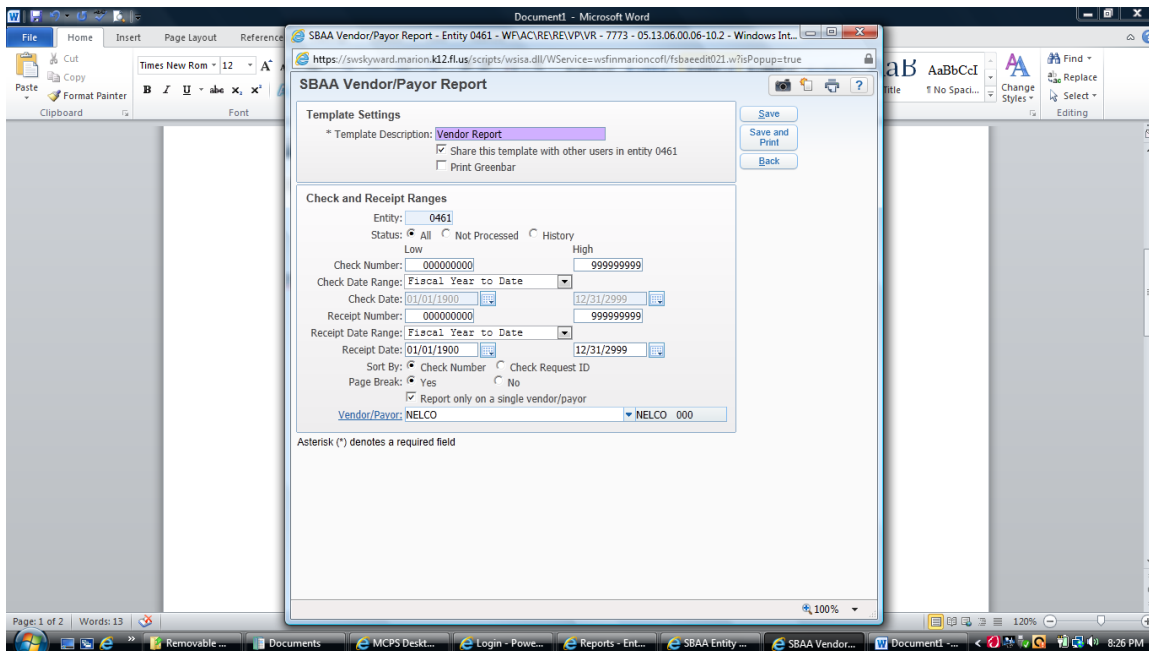 Document1 - Microsoft Word
File Home Insert Page Layout Reference
Cut
Copy
Format Painter
Paste
Clipboard
Times New Rom 12
Font
AaBbCcI
Title ¶ No Spaci...
Change Styles
Find
Replace
Select
Editing
SBAA Vendor/Payor Report - Entity 0461 - WF\AC\RE\RE\VP\VR - 7773 - 05.13.06.00.06-10.2 - Windows Int...
https://swskyward.marion.k12.fl.us/scripts/wsisa.dll/WService=wsfinmarioncofl/fsbaeedit021.w?isPopup=true
SBAA Vendor/Payor Report
Template Settings
* Template Description: Vendor Report
Share this template with other users in entity 0461
Print Greenbar
Save
Save and Print
Back
Check and Receipt Ranges
Entity: 0461
Status: All Not Processed History
Low High
Check Number: 000000000 999999999
Check Date Range: Fiscal Year to Date
Check Date: 01/01/1900 12/31/2999
Receipt Number: 000000000 999999999
Receipt Date Range: Fiscal Year to Date
Receipt Date: 01/01/1900 12/31/2999
Sort By: Check Number Check Request ID
Page Break: Yes No
Report only on a single vendor/payor
Vendor/Payor: NELCO NELCO 000
Asterisk (*) denotes a required field
100%
Page: 1 of 2 Words: 13 120%
Removable ... Documents MCPS Deskt... Login - Powe... Reports - Ent... SBAA Entity ... SBAA Vendor... Document1 -... 8:26 PM